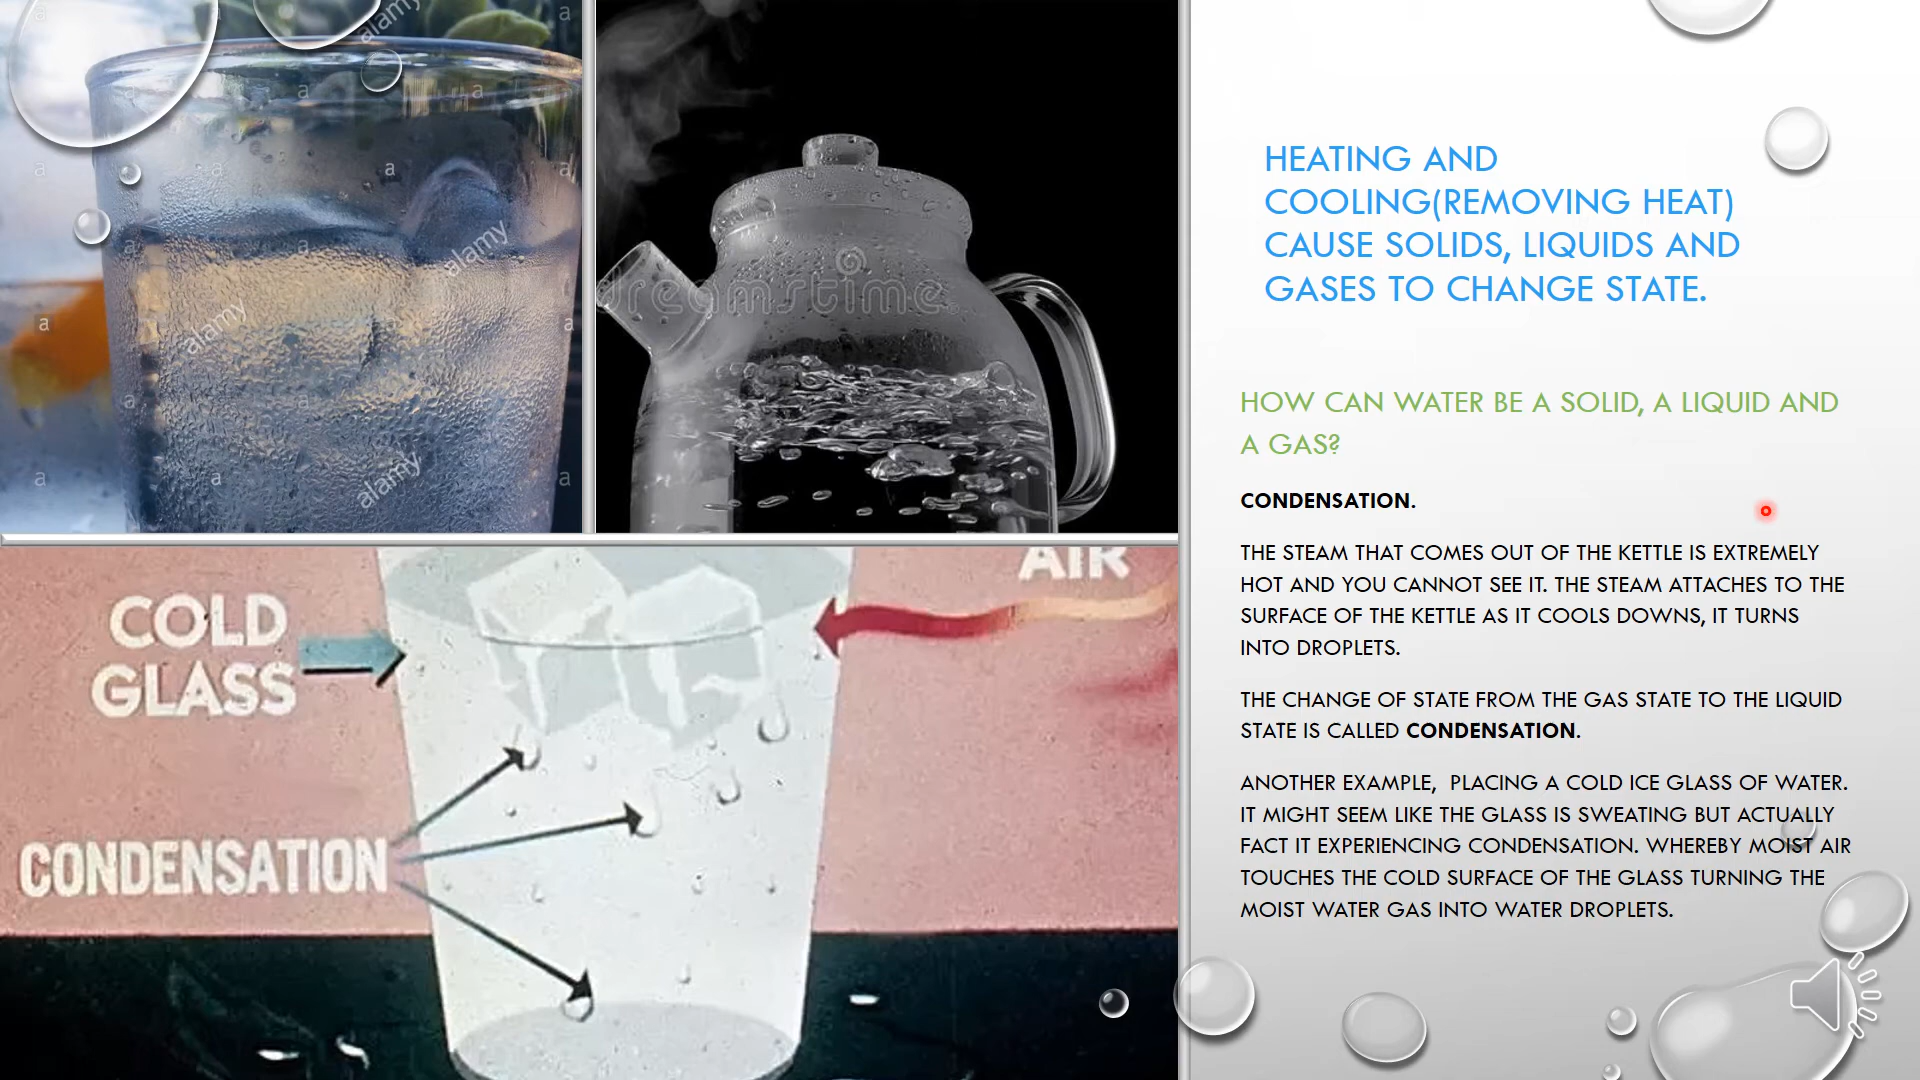 HEATING AND
COOLING(REMOVING HEAT)
CAUSE SOLIDS, LIQUIDS AND
GASES TO CHANGE STATE.
HOW CAN WATER BE A SOLID, A LIQUID AND
A GAS?
CONDENSATION.
THE STEAM THAT COMES OUT OF THE KETTLE IS EXTREMELY
HOT AND YOU CANNOT SEE IT. THE STEAM ATTACHES TO THE
SURFACE OF THE KETTLE AS IT COOLS DOWNS, IT TURNS
INTO DROPLETS.
THE CHANGE OF STATE FROM THE GAS STATE TO THE LIQUID
STATE IS CALLED CONDENSATION.
ANOTHER EXAMPLE,  PLACING A COLD ICE GLASS OF WATER.
IT MIGHT SEEM LIKE THE GLASS IS SWEATING BUT ACTUALLY
FACT IT EXPERIENCING CONDENSATION. WHEREBY MOIST AIR
TOUCHES THE COLD SURFACE OF THE GLASS TURNING THE
MOIST WATER GAS INTO WATER DROPLETS.
alamy
alamy
alamy
alamy
a
a
a
a
a
a
a
a
a
a
a
a
a
a
dreamstime
AIR
COLD
GLASS
CONDENSATION